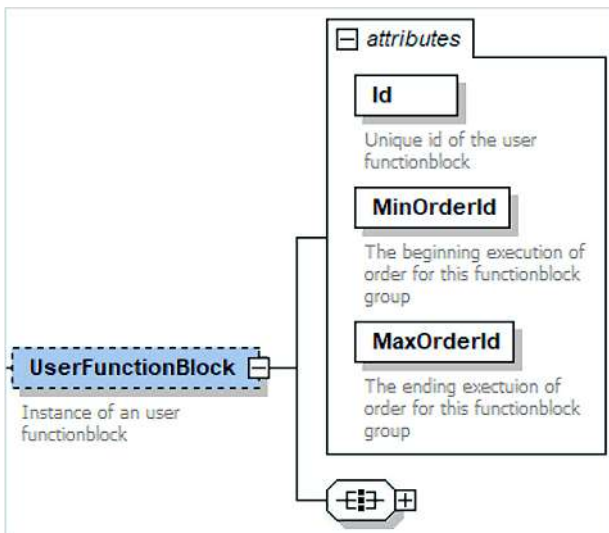 attributes
Id
Unique id of the user
functionblock
MinOrderId
The beginning execution of
order for this functionblock
group
MaxOrderId
The ending exectuion of
order for this functionblock
group
UserFunctionBlock
Instance of an user
functionblock